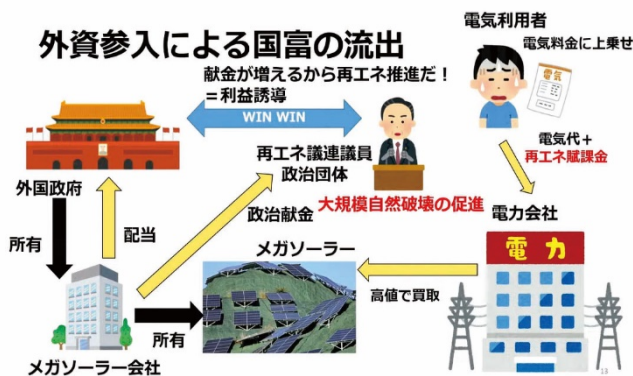 外資参入による国富の流出
電気利用者
電気料金に上乗せ
電気
献金が増えるから再エネ推進だ！
＝利益誘導
WIN WIN
外国政府
再エネ議連議員
政治団体
大規模自然破壊の促進
電気代＋
再エネ賦課金
所有
配当
政治献金
電力会社
電力
メガソーラー
高値で買取
所有
メガソーラー会社
13